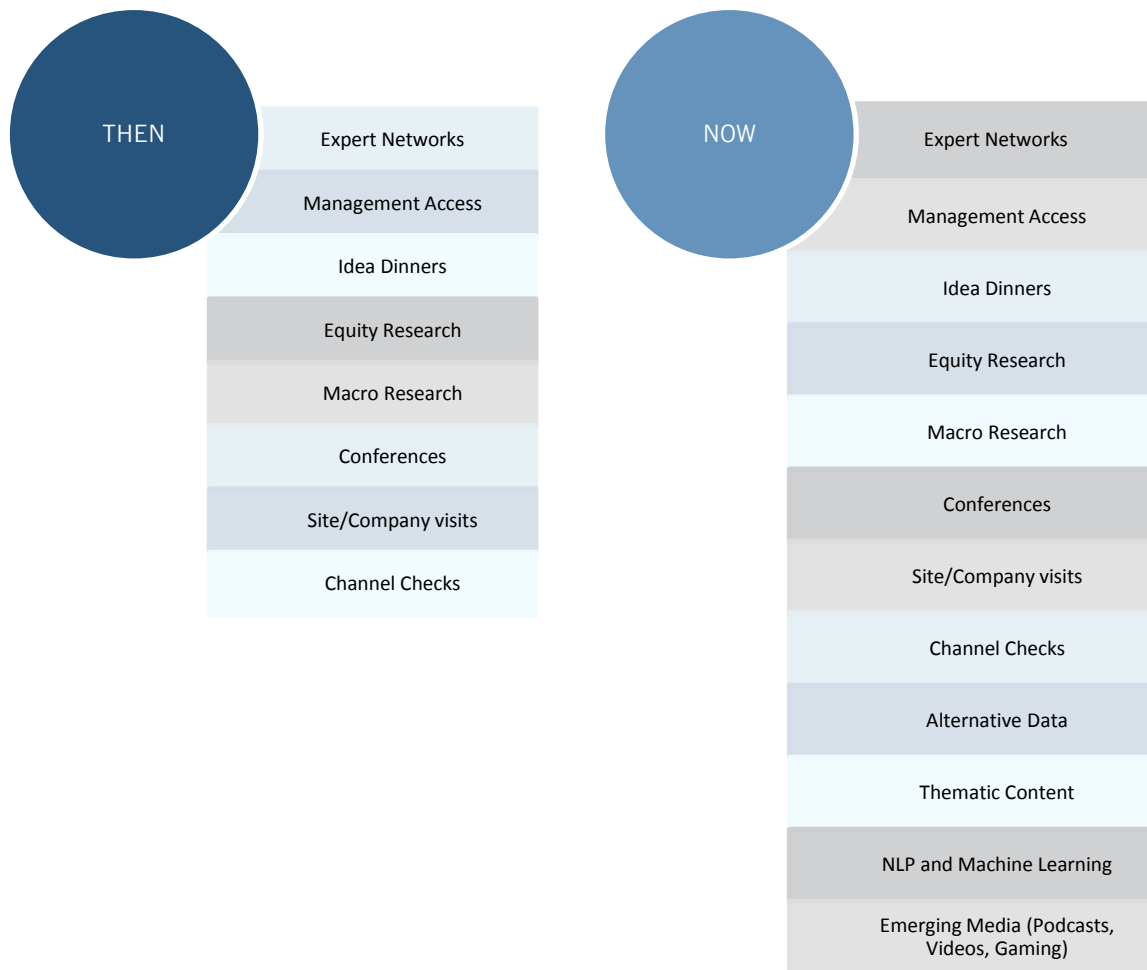 THEN
Expert Networks
Management Access
Idea Dinners
Equity Research
Macro Research
Conferences
Site/Company visits
Channel Checks
NOW
Expert Networks
Management Access
Idea Dinners
Equity Research
Macro Research
Conferences
Site/Company visits
Channel Checks
Alternative Data
Thematic Content
NLP and Machine Learning
Emerging Media (Podcasts,
Videos, Gaming)